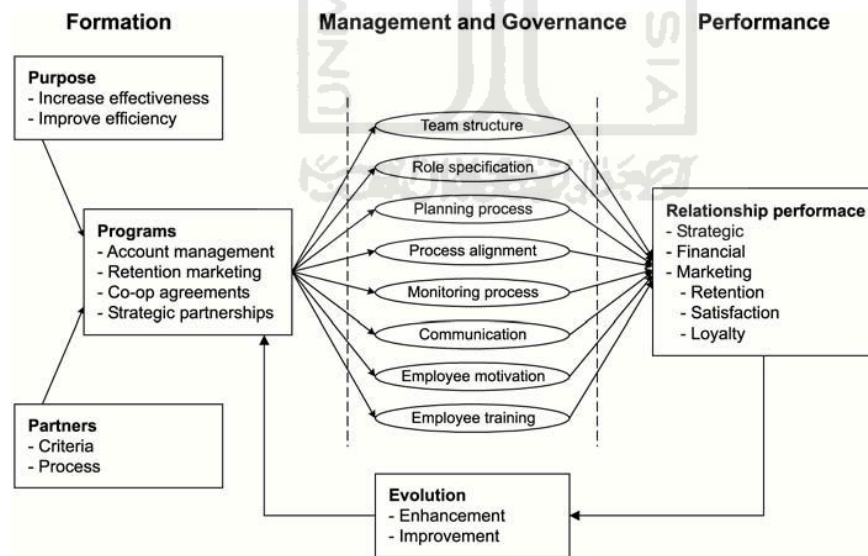 Formation
Management and Governance
Performance
Purpose
- Increase effectiveness
- Improve efficiency
Programs
- Account management
- Retention marketing
- Co-op agreements
- Strategic partnerships
Partners
- Criteria
- Process
Team structure
Role specification
Planning process
Process alignment
Monitoring process
Communication
Employee motivation
Employee training
Relationship performace
- Strategic
- Financial
- Marketing
- Retention
- Satisfaction
- Loyalty
Evolution
- Enhancement
- Improvement